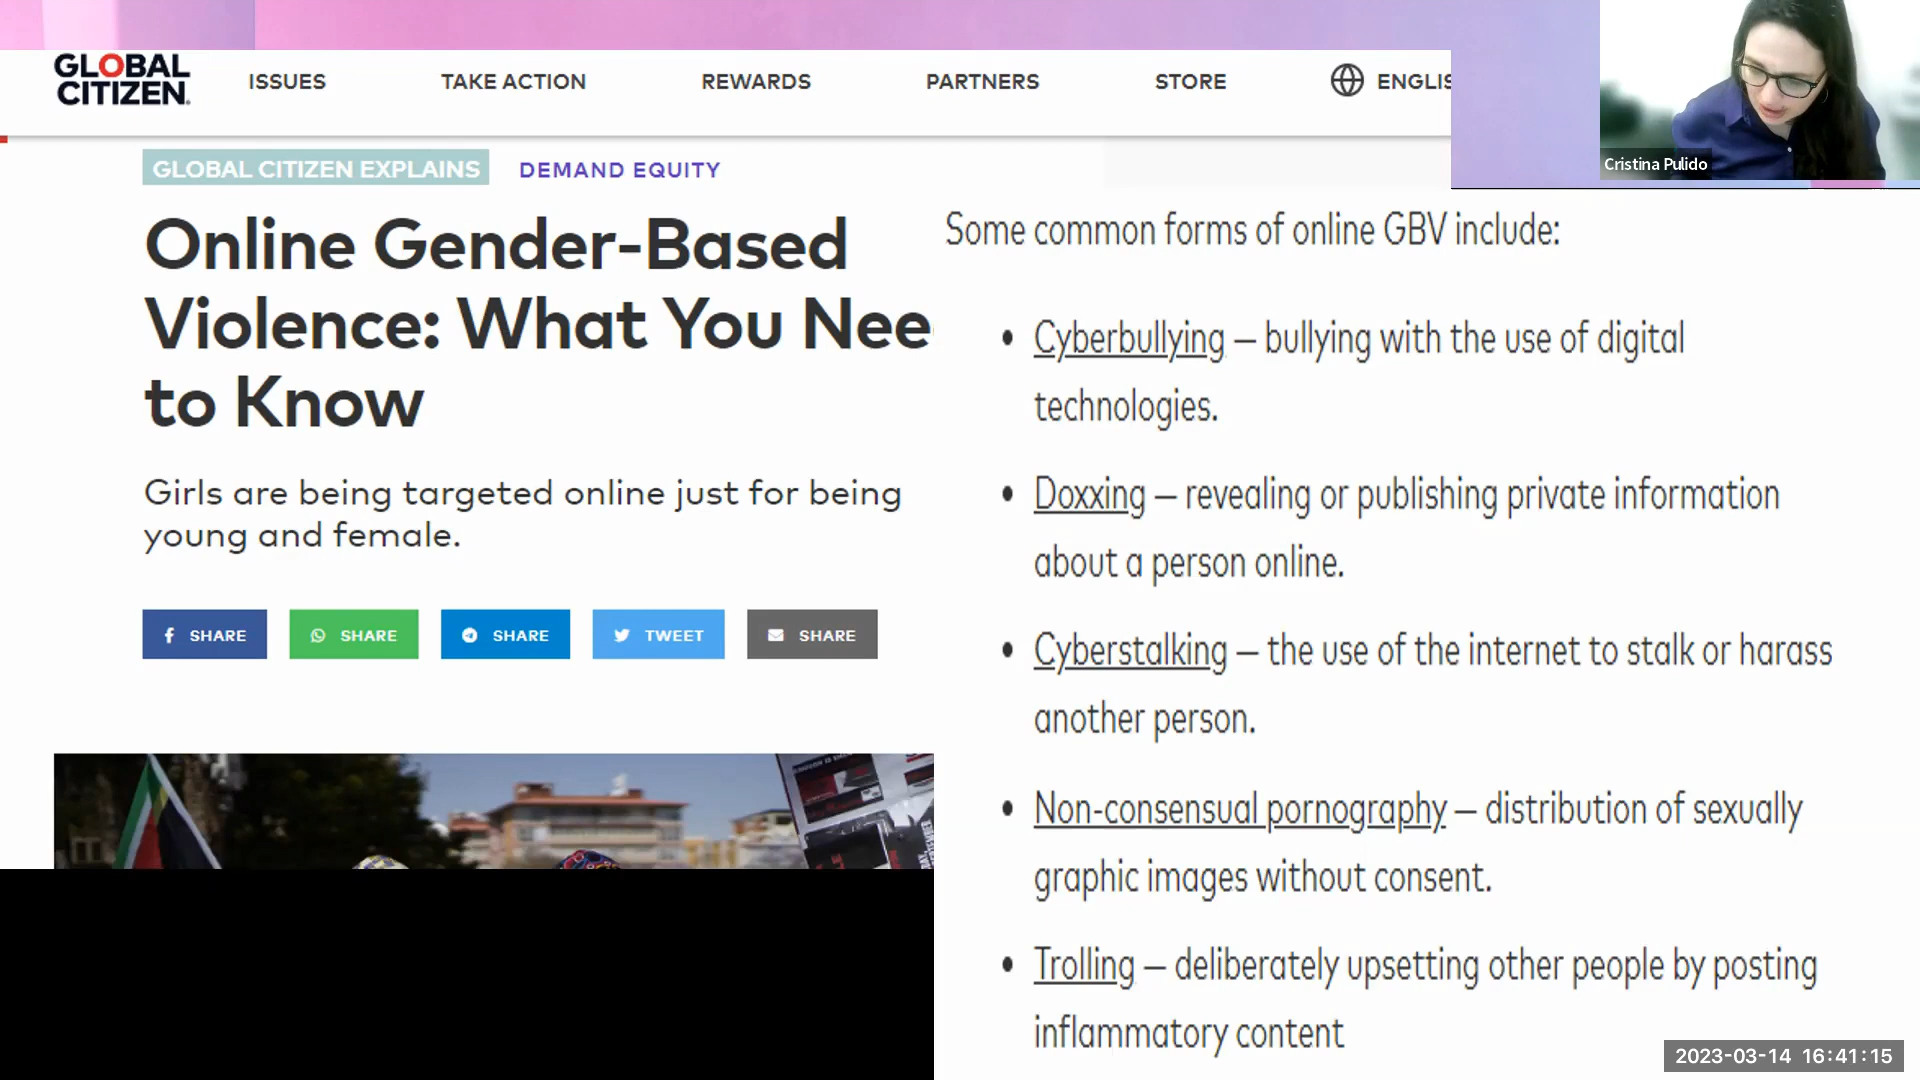 GLOBAL
CITIZEN.
ISSUES
TAKE ACTION
REWARDS
PARTNERS
STORE
ENGLIS
Cristina Pulido
GLOBAL CITIZEN EXPLAINS
DEMAND EQUITY
Online Gender-Based
Violence: What You Nee
to Know
Girls are being targeted online just for being
young and female.
SHARE
SHARE
SHARE
TWEET
SHARE
Some common forms of online GBV include:
• Cyberbullying — bullying with the use of digital
technologies.
• Doxxing — revealing or publishing private information
about a person online.
• Cyberstalking — the use of the internet to stalk or harass
another person.
• Non-consensual pornography — distribution of sexually
graphic images without consent.
• Trolling — deliberately upsetting other people by posting
inflammatory content
2023-03-14 16:41:15